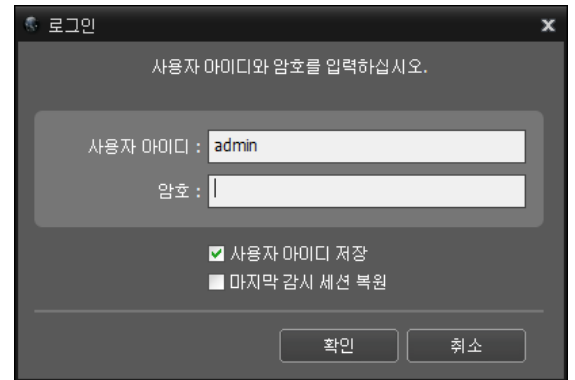 로그인
사용자 아이디와 암호를 입력하십시오.
사용자 아이디 : admin
암호 :
사용자 아이디 저장
마지막 감시 세션 복원
확인 취소